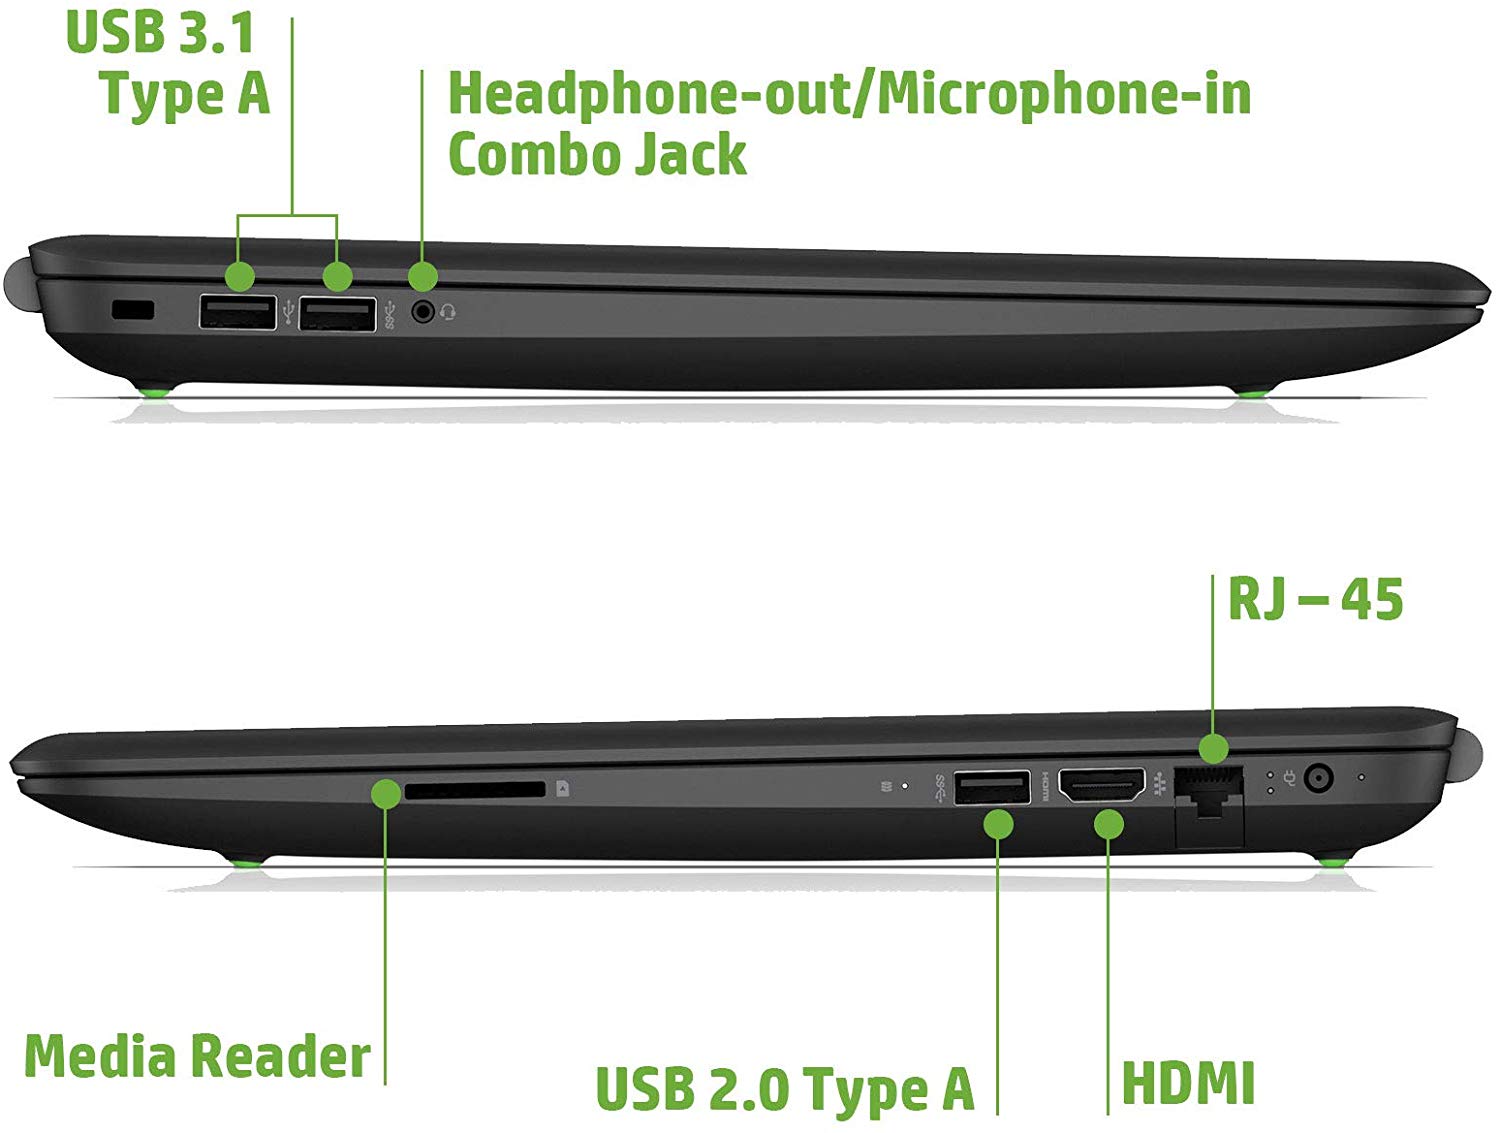 USB 3.1
Type A
Headphone-out/Microphone-in
Combo Jack
RJ – 45
HDMI
Media Reader
USB 2.0 Type A
HDMI